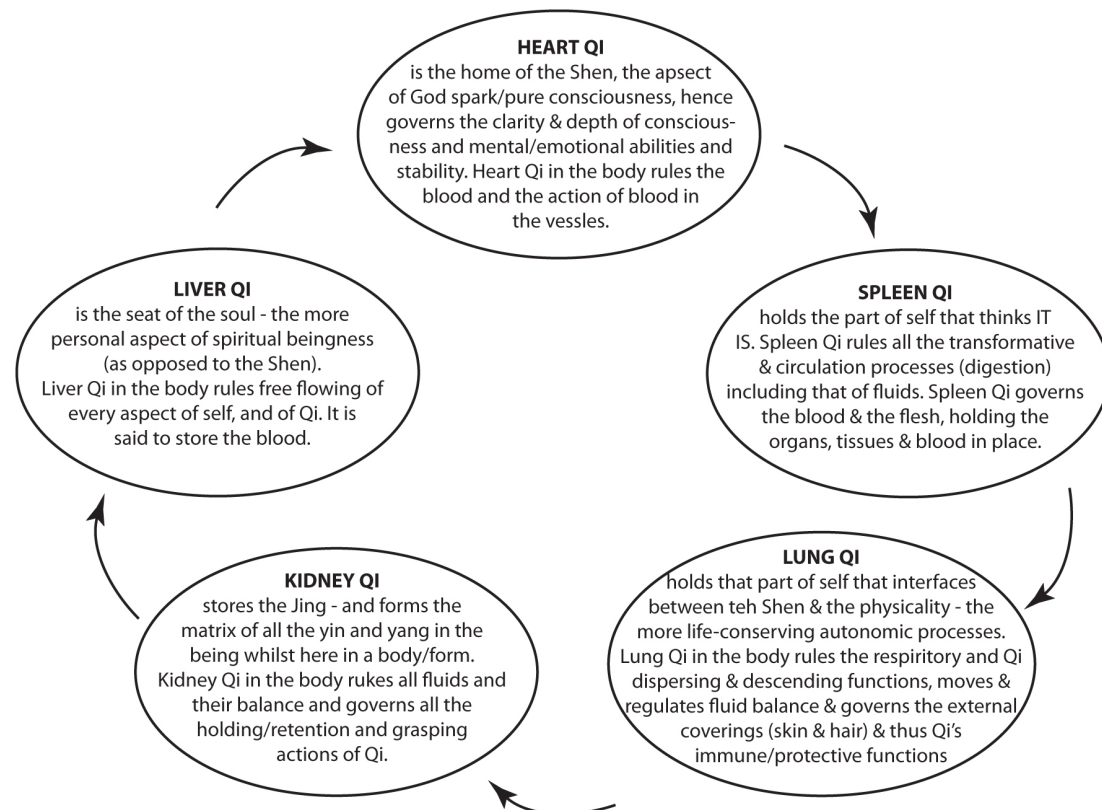 HEART QI
is the home of the Shen, the apsect
of God spark/pure consciousness, hence
governs the clarity & depth of conscious-
ness and mental/emotional abilities and
stability. Heart Qi in the body rules the
blood and the action of blood in
the vessles.
SPLEEN QI
holds the part of self that thinks IT
IS. Spleen Qi rules all the transformative
& circulation processes (digestion)
including that of fluids. Spleen Qi governs
the blood & the flesh, holding the
organs, tissues & blood in place.
LUNG QI
holds that part of self that interfaces
between teh Shen & the physicality - the
more life-conserving autonomic processes.
Lung Qi in the body rules the respiritory and Qi
dispersing & descending functions, moves &
regulates fluid balance & governs the external
coverings (skin & hair) & thus Qi's
immune/protective functions
KIDNEY QI
stores the Jing - and forms the
matrix of all the yin and yang in the
being whilst here in a body/form.
Kidney Qi in the body rukes all fluids and
their balance and governs all the
holding/retention and grasping
actions of Qi.
LIVER QI
is the seat of the soul - the more
personal aspect of spiritual beingness
(as opposed to the Shen).
Liver Qi in the body rules free flowing of
every aspect of self, and of Qi. It is
said to store the blood.